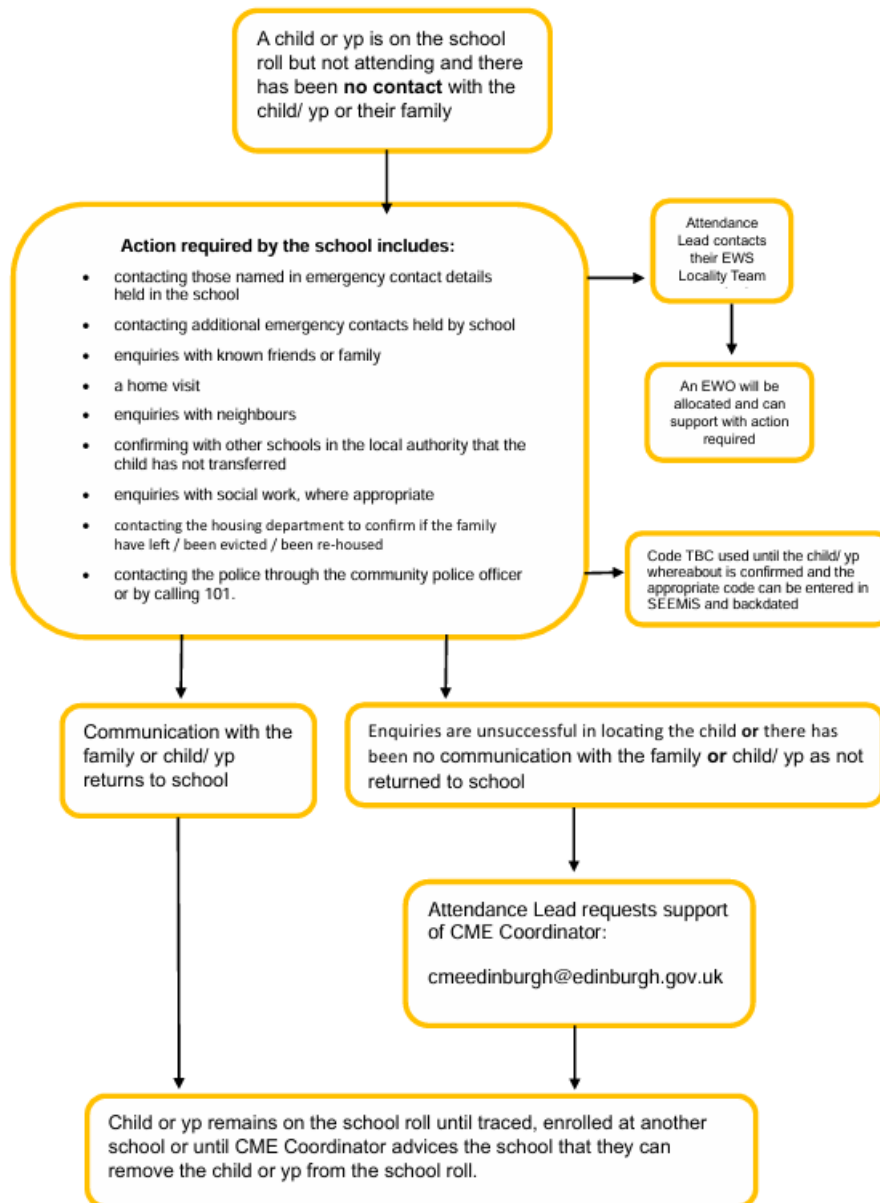 A child or yp is on the school
roll but not attending and there
has been no contact with the
child/ yp or their family
Action required by the school includes:
• contacting those named in emergency contact details
held in the school
• contacting additional emergency contacts held by school
• enquiries with known friends or family
• a home visit
• enquiries with neighbours
• confirming with other schools in the local authority that the
child has not transferred
• enquiries with social work, where appropriate
• contacting the housing department to confirm if the family
have left / been evicted / been re-housed
• contacting the police through the community police officer
or by calling 101.
Attendance
Lead contacts
their EWS
Locality Team
An EWO will be
allocated and can
support with action
required
Code TBC used until the child/ yp
whereabout is confirmed and the
appropriate code can be entered in
SEEMiS and backdated
Communication with the
family or child/ yp
returns to school
Enquiries are unsuccessful in locating the child or there has
been no communication with the family or child/ yp as not
returned to school
Attendance Lead requests support
of CME Coordinator:
cmeedinburgh@edinburgh.gov.uk
Child or yp remains on the school roll until traced, enrolled at another
school or until CME Coordinator advices the school that they can
remove the child or yp from the school roll.